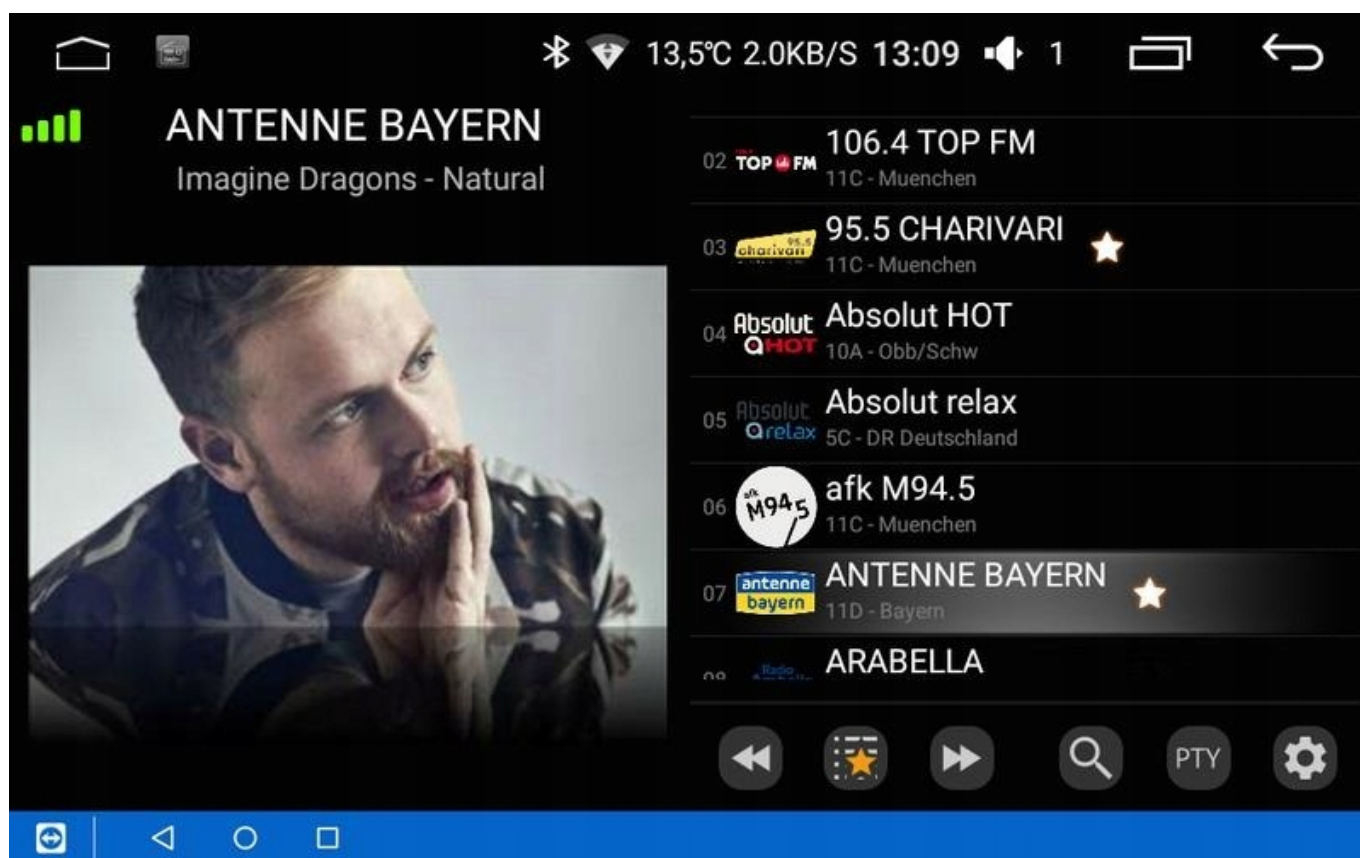 13,5°C 2.0KB/S 13:09 1
ANTENNE BAYERN
Imagine Dragons - Natural
02 TOP FM 106.4 TOP FM
11C - Muenchen
03 charivari 95.5 95.5 CHARIVARI
11C - Muenchen
04 Absolut HOT Absolut HOT
10A - Obb/Schw
05 Absolut relax Absolut relax
5C - DR Deutschland
06 afk M94.5 afk M94.5
11C - Muenchen
07 antenne bayern ANTENNE BAYERN
11D - Bayern
Radio ARABELLA
PTY